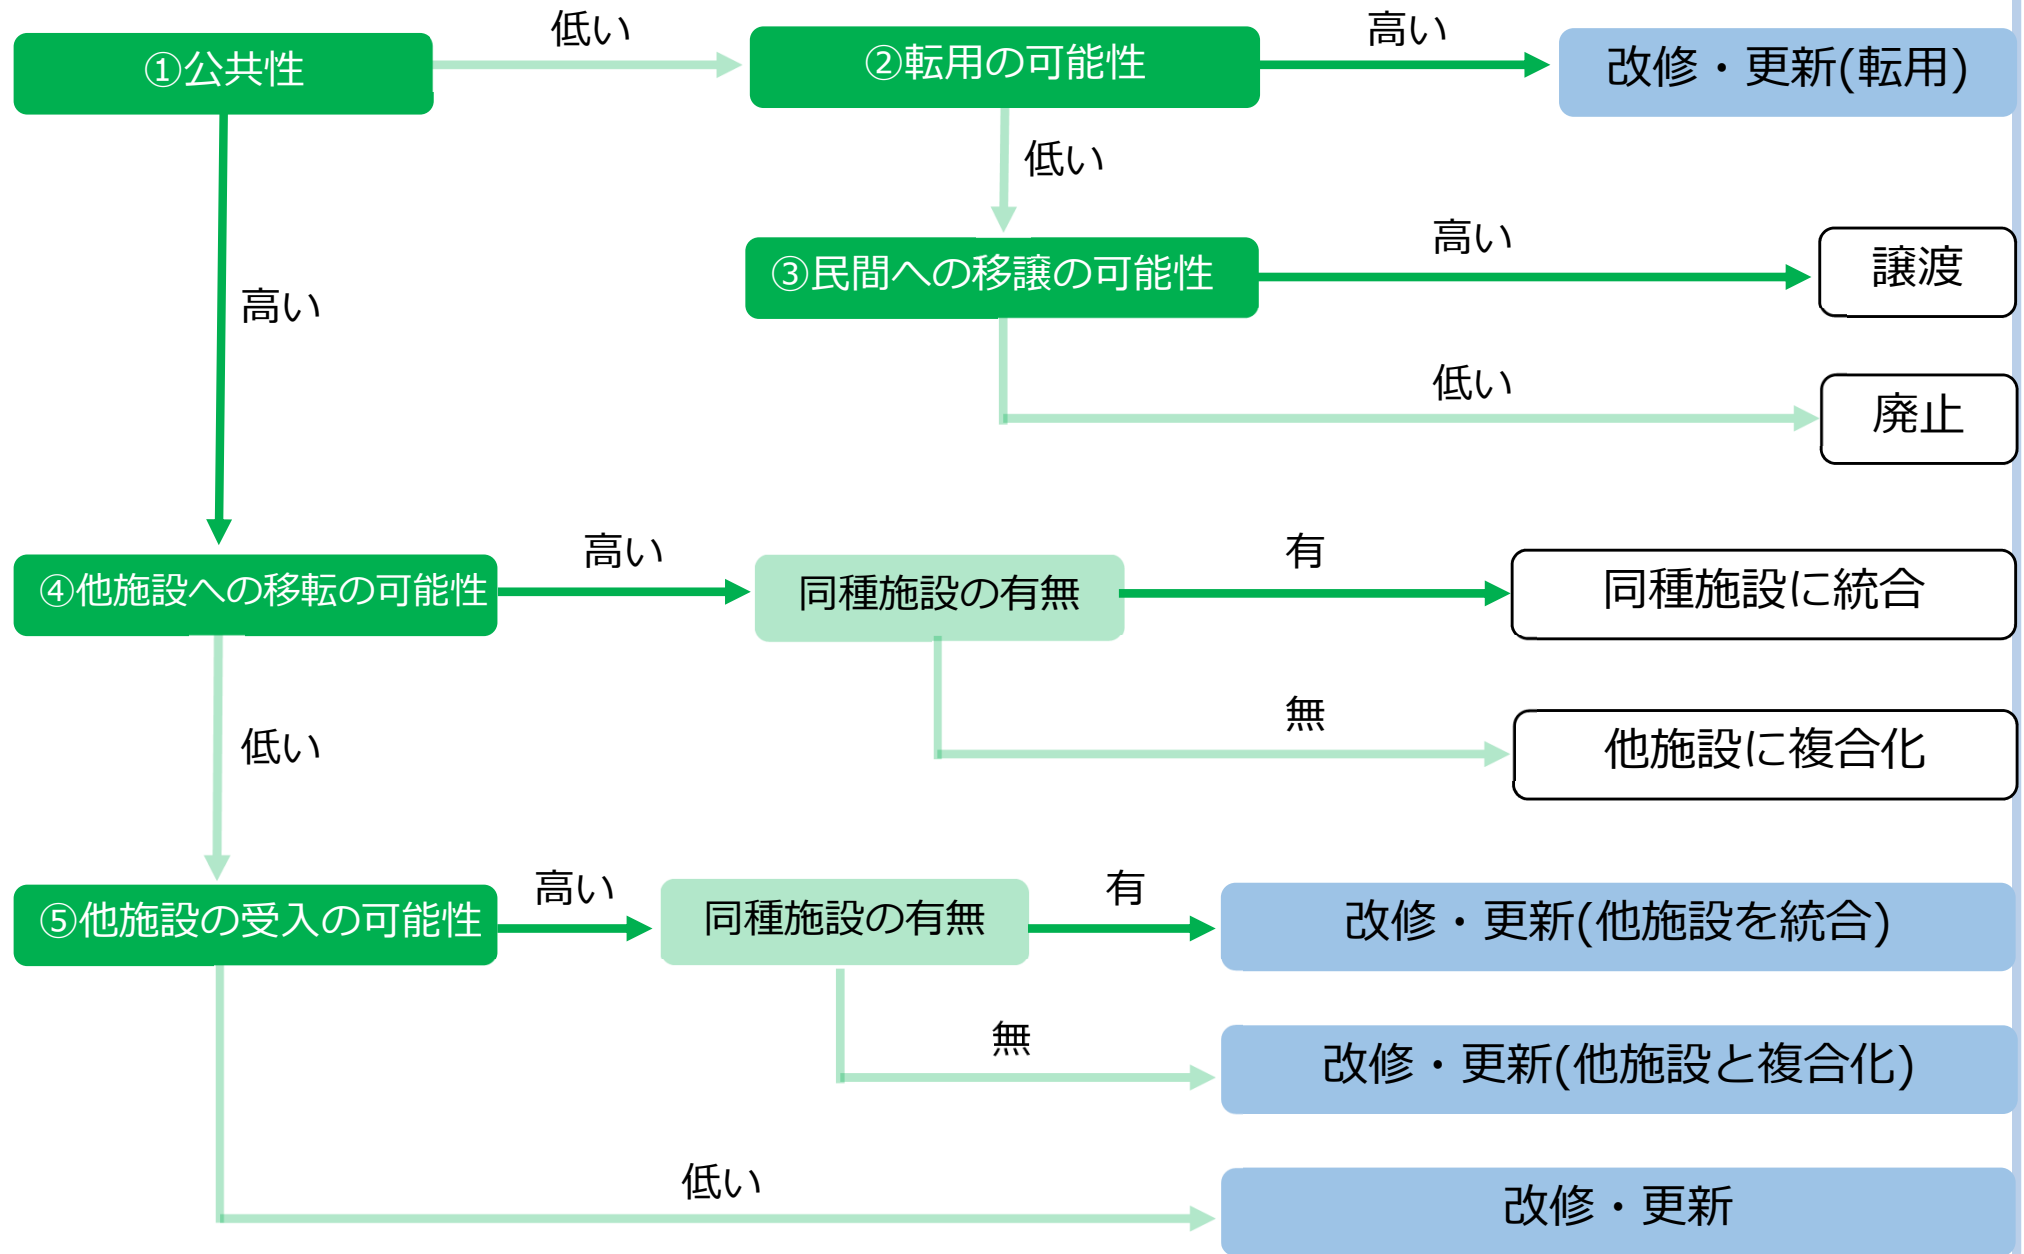 ①公共性
低い
②転用の可能性
高い
改修・更新(転用)
低い
③民間への移譲の可能性
高い
譲渡
低い
廃止
高い
④他施設への移転の可能性
高い
同種施設の有無
有
同種施設に統合
無
他施設に複合化
低い
⑤他施設の受入の可能性
高い
同種施設の有無
有
改修・更新(他施設を統合)
無
改修・更新(他施設と複合化)
低い
改修・更新